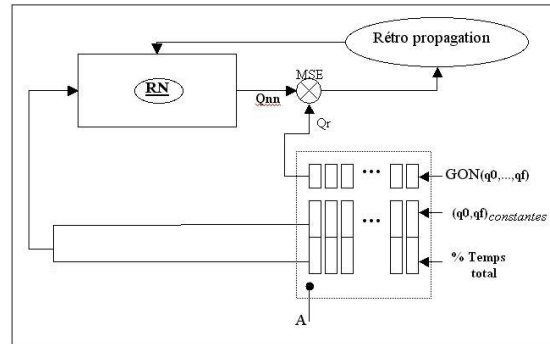 Rétro propagation
RN
MSE
Qnn
Qr
GON(q0,...,qf)
(q0,qf)constantes
% Temps
total
A